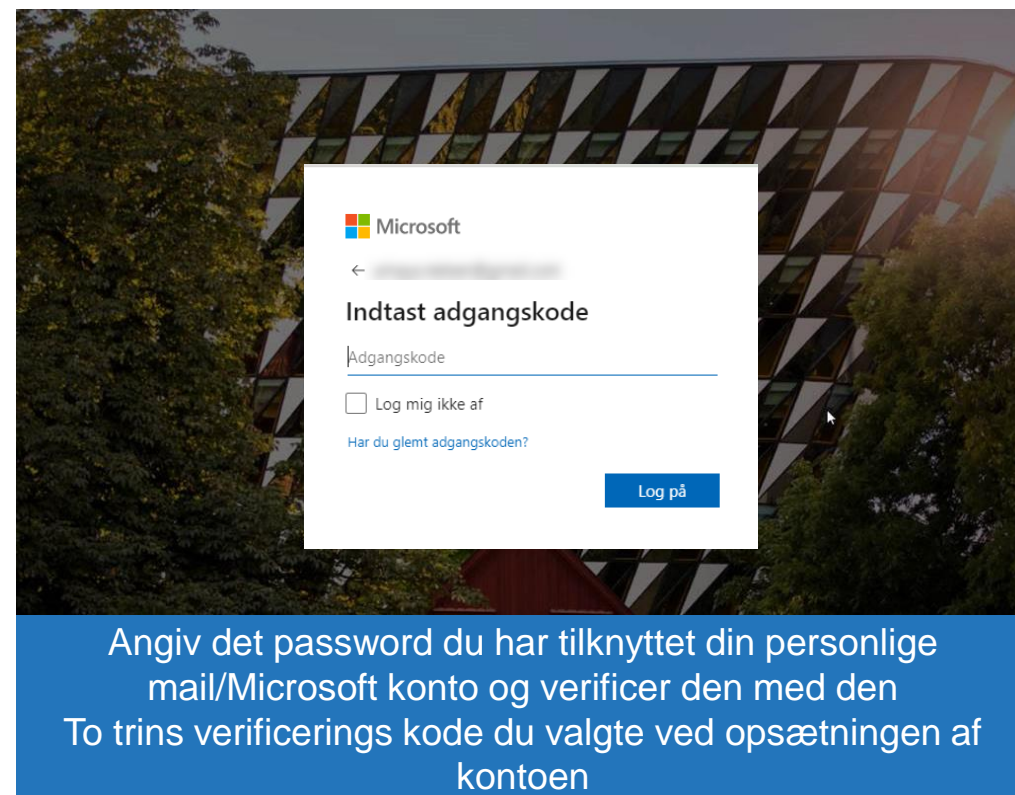 Microsoft
←
Indtast adgangskode
Adgangskode
Log mig ikke af
Har du glemt adgangskoden?
Log på
Angiv det password du har tilknyttet din personlige
mail/Microsoft konto og verificer den med den
To trins verificerings kode du valgte ved opsætningen af
kontoen